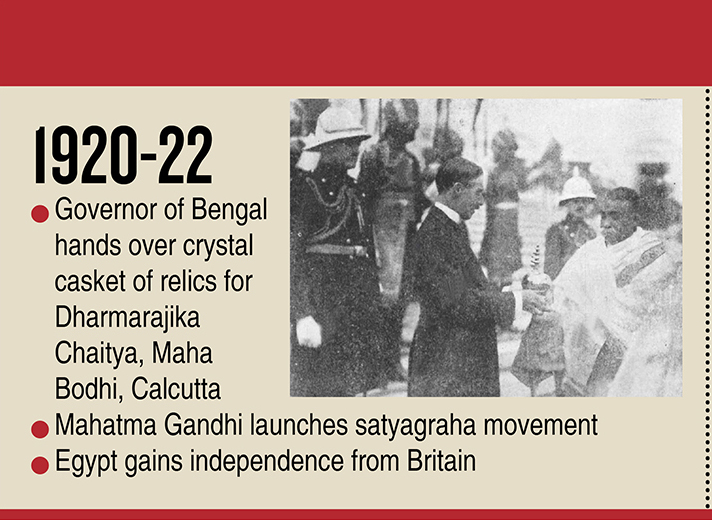 1920-22
Governor of Bengal
hands over crystal
casket of relics for
Dharmarajika
Chaitya, Maha
Bodhi, Calcutta
Mahatma Gandhi launches satyagraha movement
Egypt gains independence from Britain